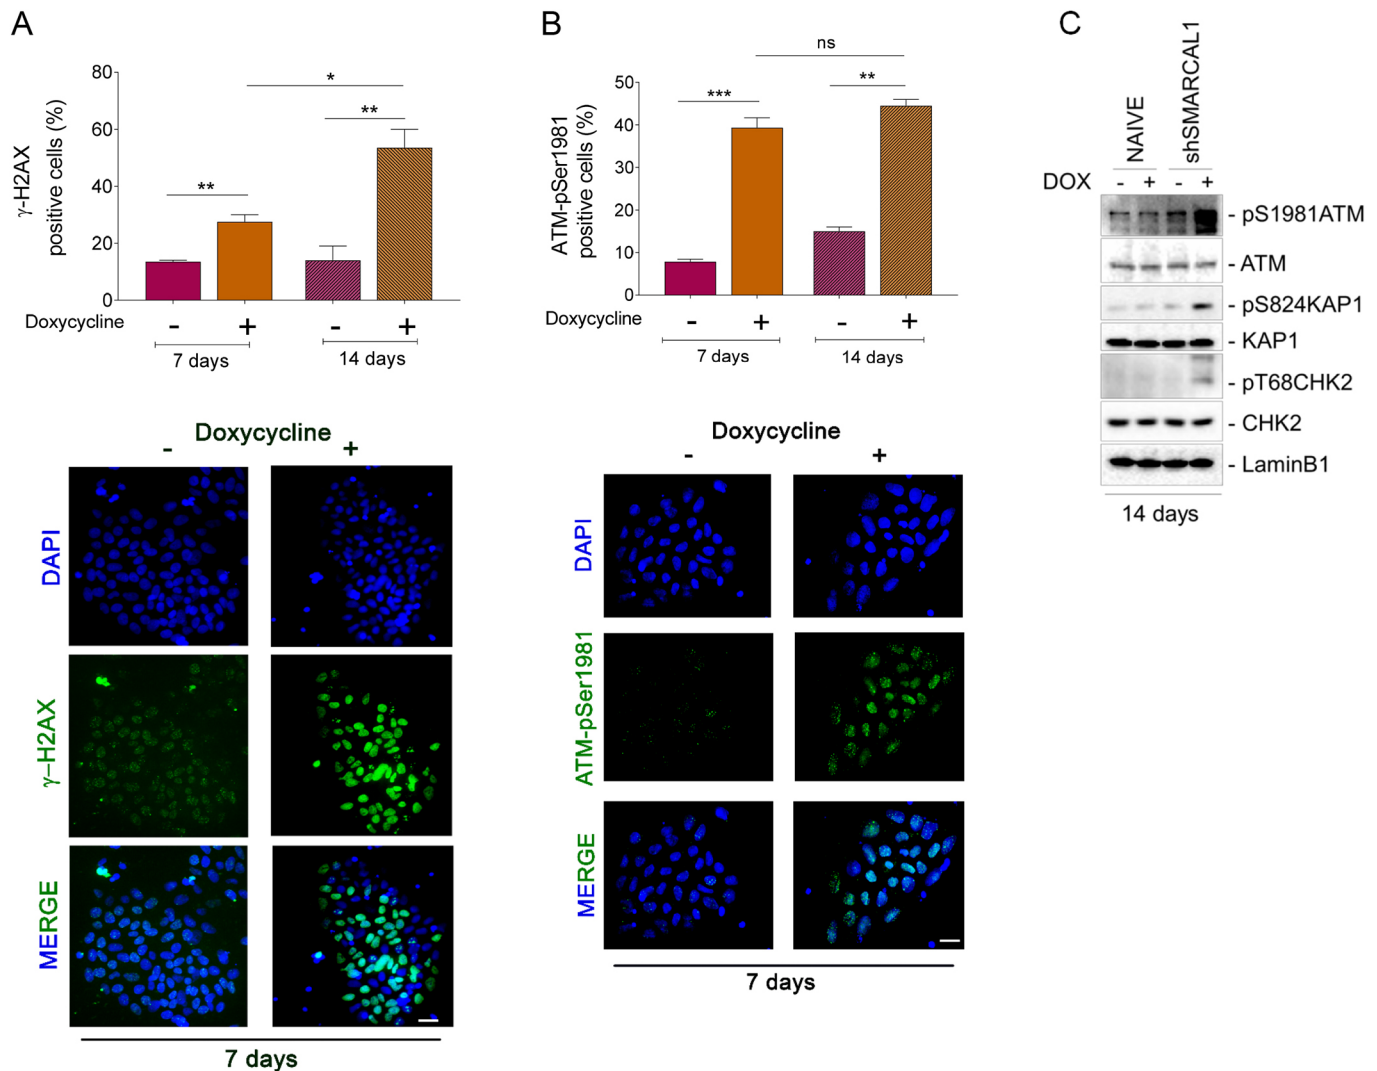 A
γ-H2AX
positive cells (%)
80
60
40
20
0
*
**
**
Doxycycline
-
+
-
+
7 days
14 days
Doxycycline
-
+
DAPI
γ–H2AX
MERGE
7 days
B
ATM-pSer1981
positive cells (%)
50
40
30
20
10
0
ns
***
**
Doxycycline
-
+
-
+
7 days
14 days
Doxycycline
-
+
DAPI
ATM-pSer1981
MERGE
7 days
C
NAIVE
shSMARCAL1
DOX - + - +
- pS1981ATM
- ATM
- pS824KAP1
- KAP1
- pT68CHK2
- CHK2
- LaminB1
14 days